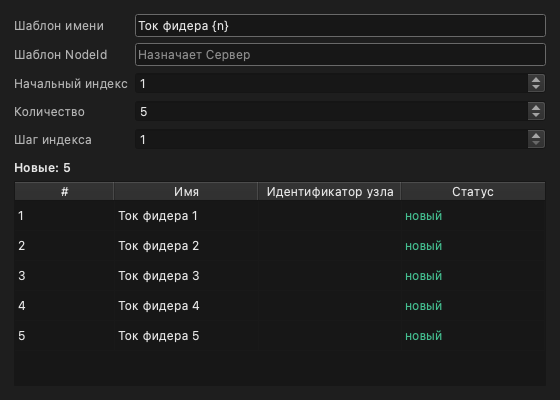 Шаблон имени Ток фидера {n}
Шаблон NodeId Назначает Сервер
Начальный индекс 1
Количество 5
Шаг индекса 1
Новые: 5
# Имя Идентификатор узла Статус
1 Ток фидера 1 новый
2 Ток фидера 2 новый
3 Ток фидера 3 новый
4 Ток фидера 4 новый
5 Ток фидера 5 новый